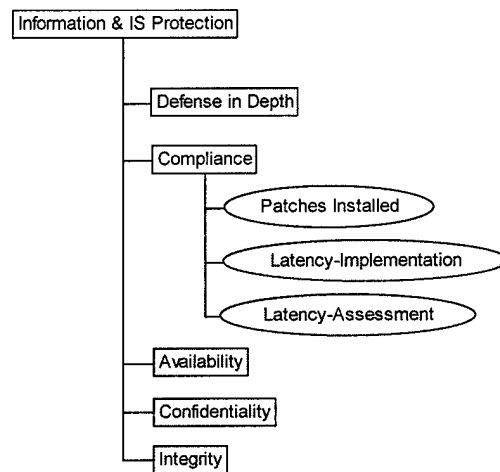 Information & IS Protection
Defense in Depth
Compliance
Patches Installed
Latency-Implementation
Latency-Assessment
Availability
Confidentiality
Integrity